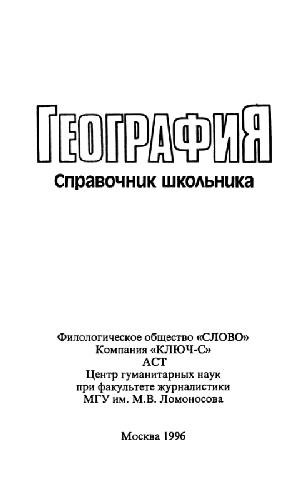 ГЕОГРАФИЯ
Справочник школьника
Филологическое общество «СЛОВО»
Компания «КЛЮЧ-С»
АСТ
Центр гуманитарных наук
при факультете журналистики
МГУ им. М.В. Ломоносова
Москва 1996